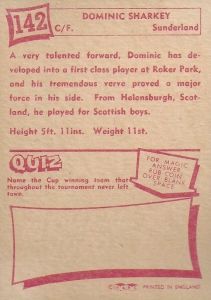 142
C/F.
DOMINIC SHARKEY
Sunderland
A very talented forward, Dominic has de-
veloped into a first class player at Roker Park,
and his tremendous verve proved a major
force in his side. From Helensburgh, Scot-
land, he played for Scottish boys.
Height 5ft. 11ins. Weight 11st.
QUIZ
Name the Cup winning team that
throughout the tournament never left
town.
FOR MAGIC
ANSWER
RUB COIN
OVER BLANK
SPACE
PRINTED IN ENGLAND